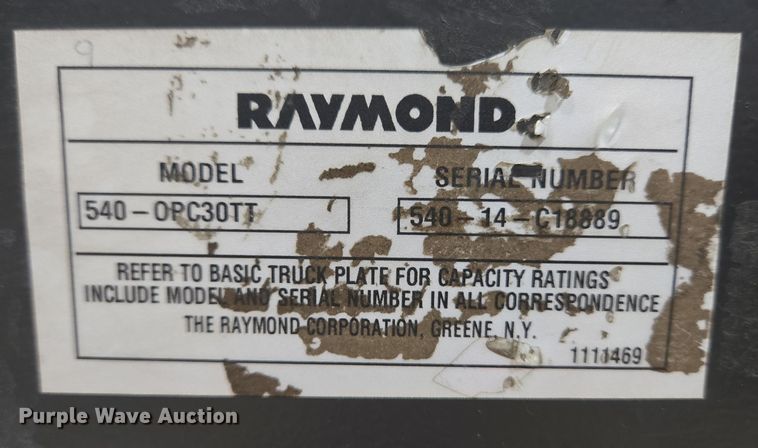 9
RAYMOND
MODEL SERIAL NUMBER
540-OPC30TT 540-14-C18889
REFER TO BASIC TRUCK PLATE FOR CAPACITY RATINGS
INCLUDE MODEL AND SERIAL NUMBER IN ALL CORRESPONDENCE
THE RAYMOND CORPORATION, GREENE, N.Y.
1111469
Purple Wave Auction